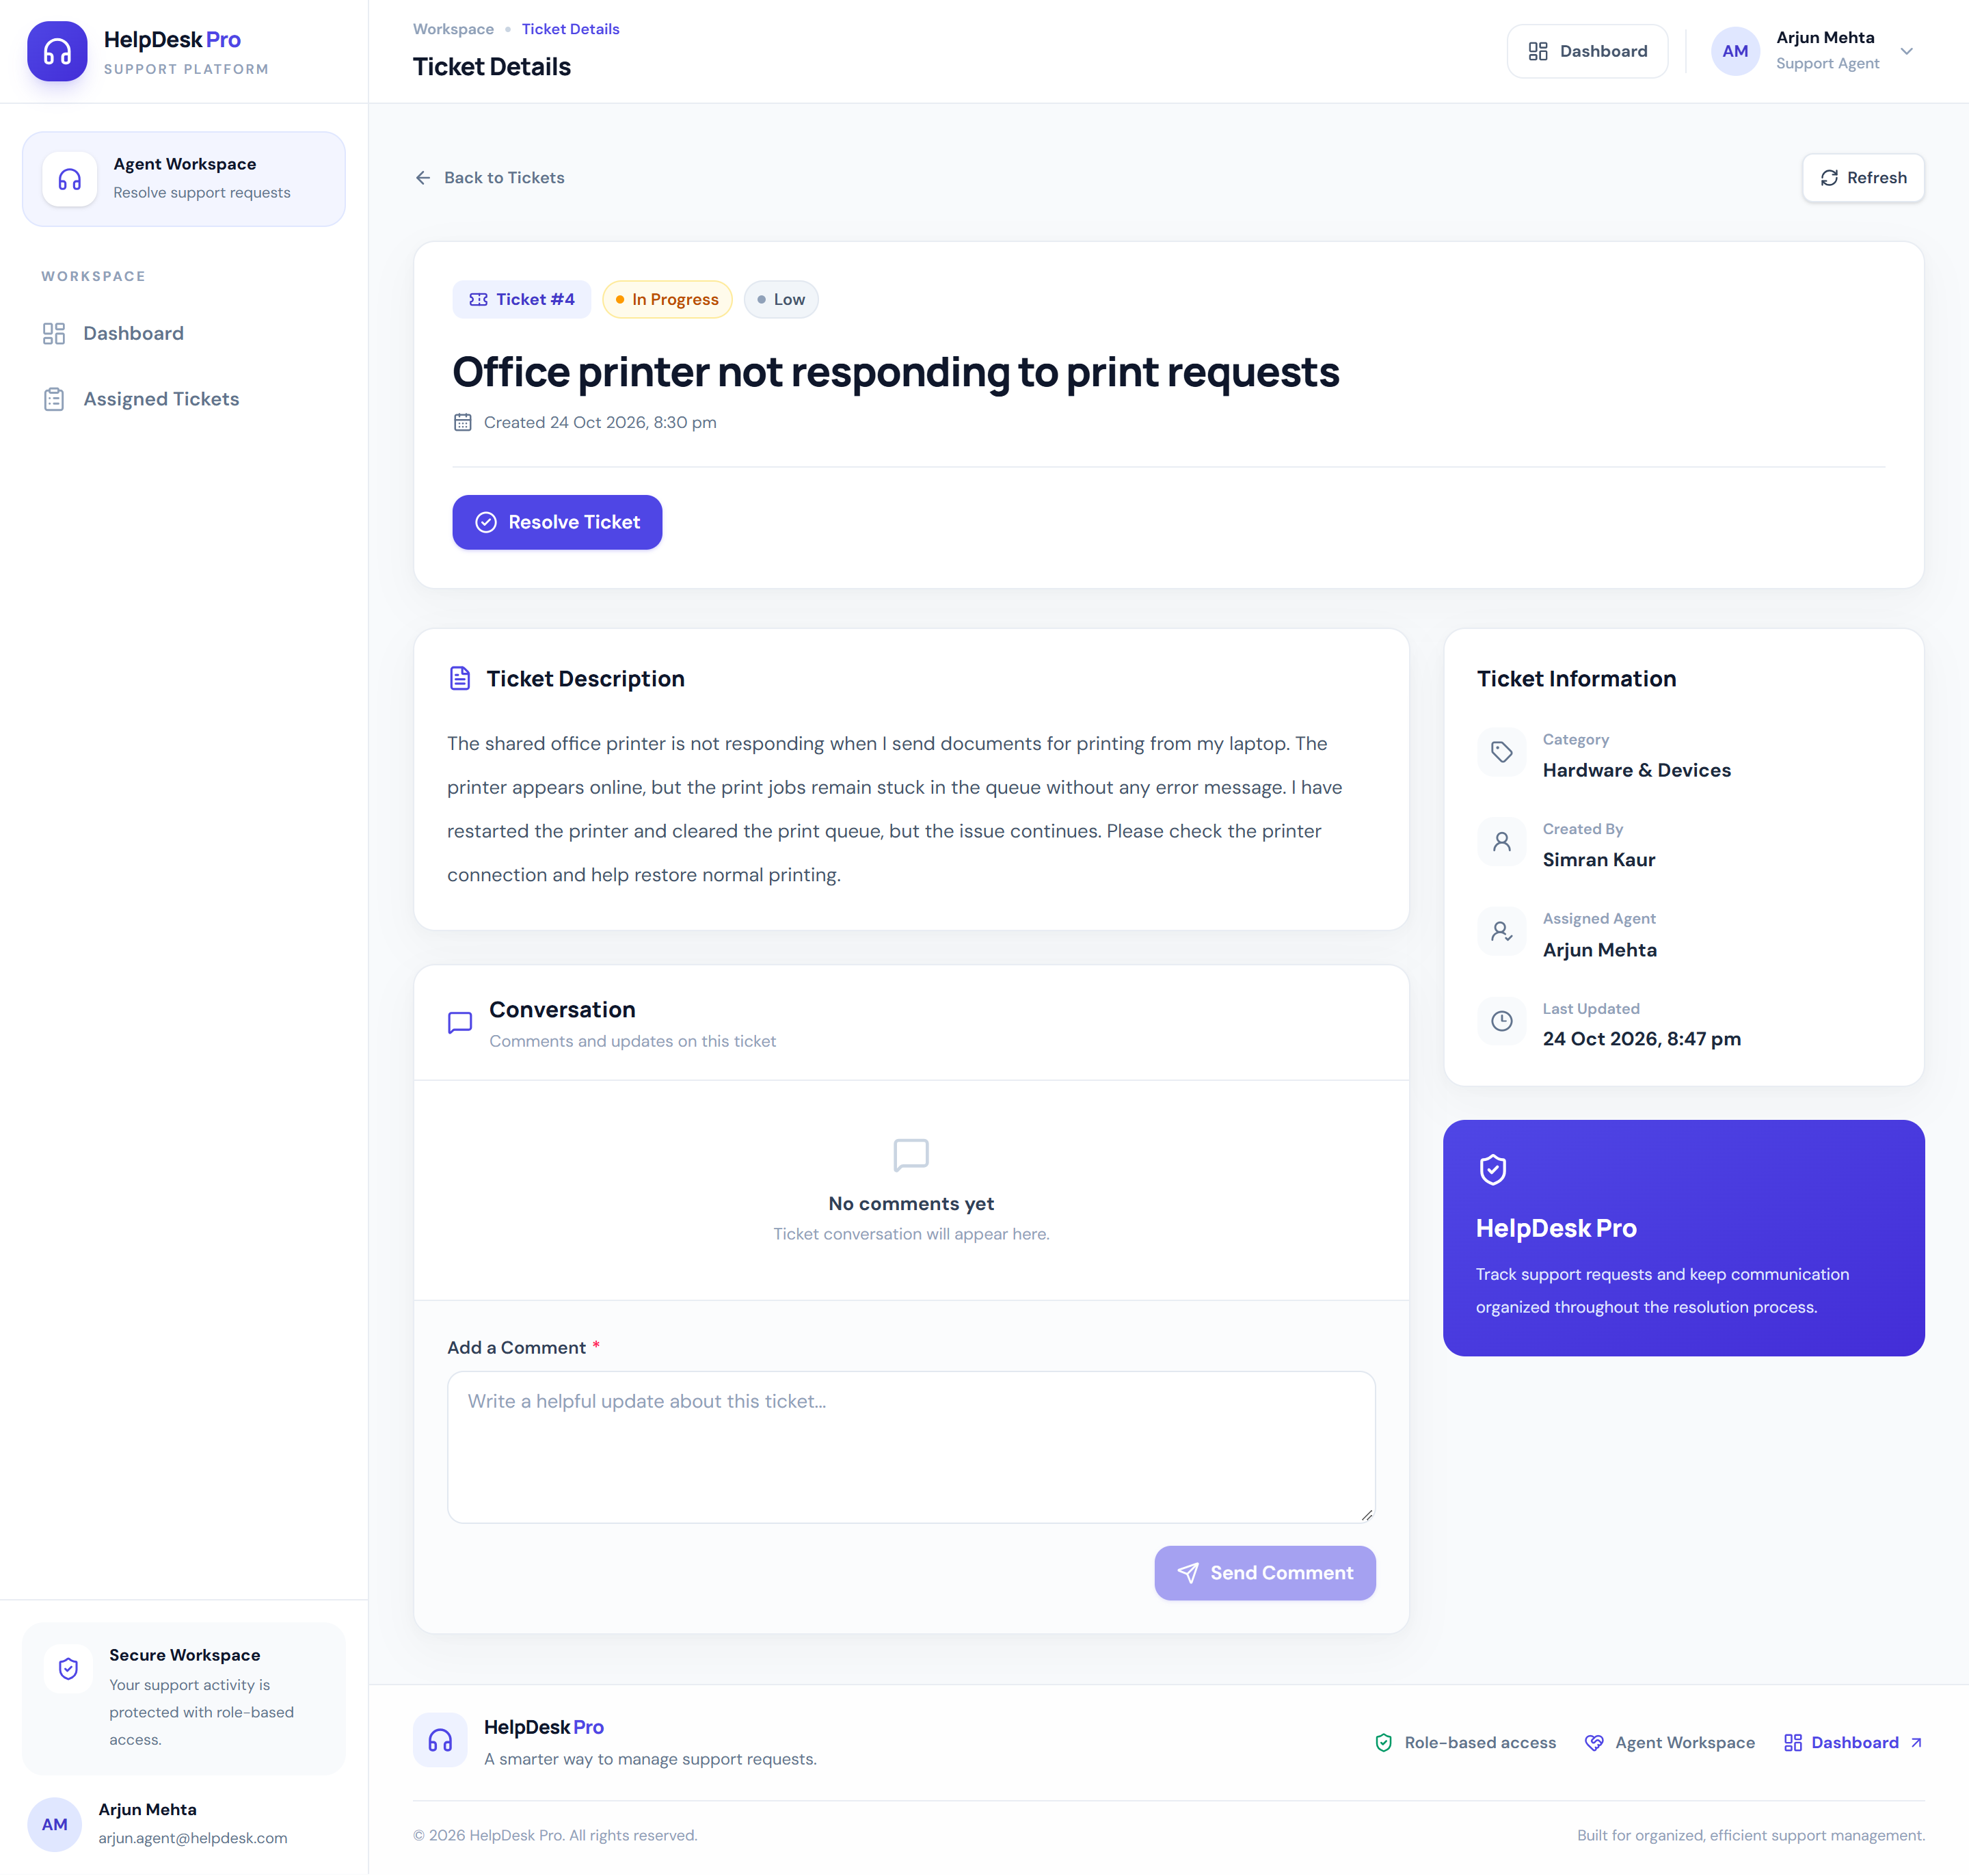 HelpDesk Pro
SUPPORT PLATFORM
Agent Workspace
Resolve support requests
WORKSPACE
Dashboard
Assigned Tickets
Secure Workspace
Your support activity is
protected with role-based
access.
AM
Arjun Mehta
arjun.agent@helpdesk.com
Workspace • Ticket Details
Ticket Details
Dashboard
AM
Arjun Mehta
Support Agent
Back to Tickets
Refresh
Ticket #4
In Progress
Low
Office printer not responding to print requests
Created 24 Oct 2026, 8:30 pm
Resolve Ticket
Ticket Description
The shared office printer is not responding when I send documents for printing from my laptop. The
printer appears online, but the print jobs remain stuck in the queue without any error message. I have
restarted the printer and cleared the print queue, but the issue continues. Please check the printer
connection and help restore normal printing.
Conversation
Comments and updates on this ticket
No comments yet
Ticket conversation will appear here.
Add a Comment *
Write a helpful update about this ticket...
Send Comment
Ticket Information
Category
Hardware & Devices
Created By
Simran Kaur
Assigned Agent
Arjun Mehta
Last Updated
24 Oct 2026, 8:47 pm
HelpDesk Pro
Track support requests and keep communication
organized throughout the resolution process.
HelpDesk Pro
A smarter way to manage support requests.
Role-based access
Agent Workspace
Dashboard
© 2026 HelpDesk Pro. All rights reserved.
Built for organized, efficient support management.